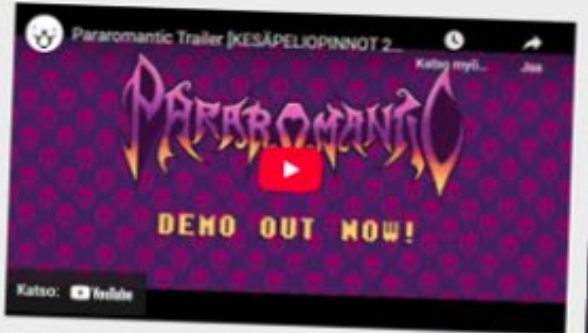 Pararomantic Trailer [KESÄPELIOPINNOT 2...
Katso myö...
Jaa
PARAROMANTIC
DEMO OUT NOW!
Katso: YouTube